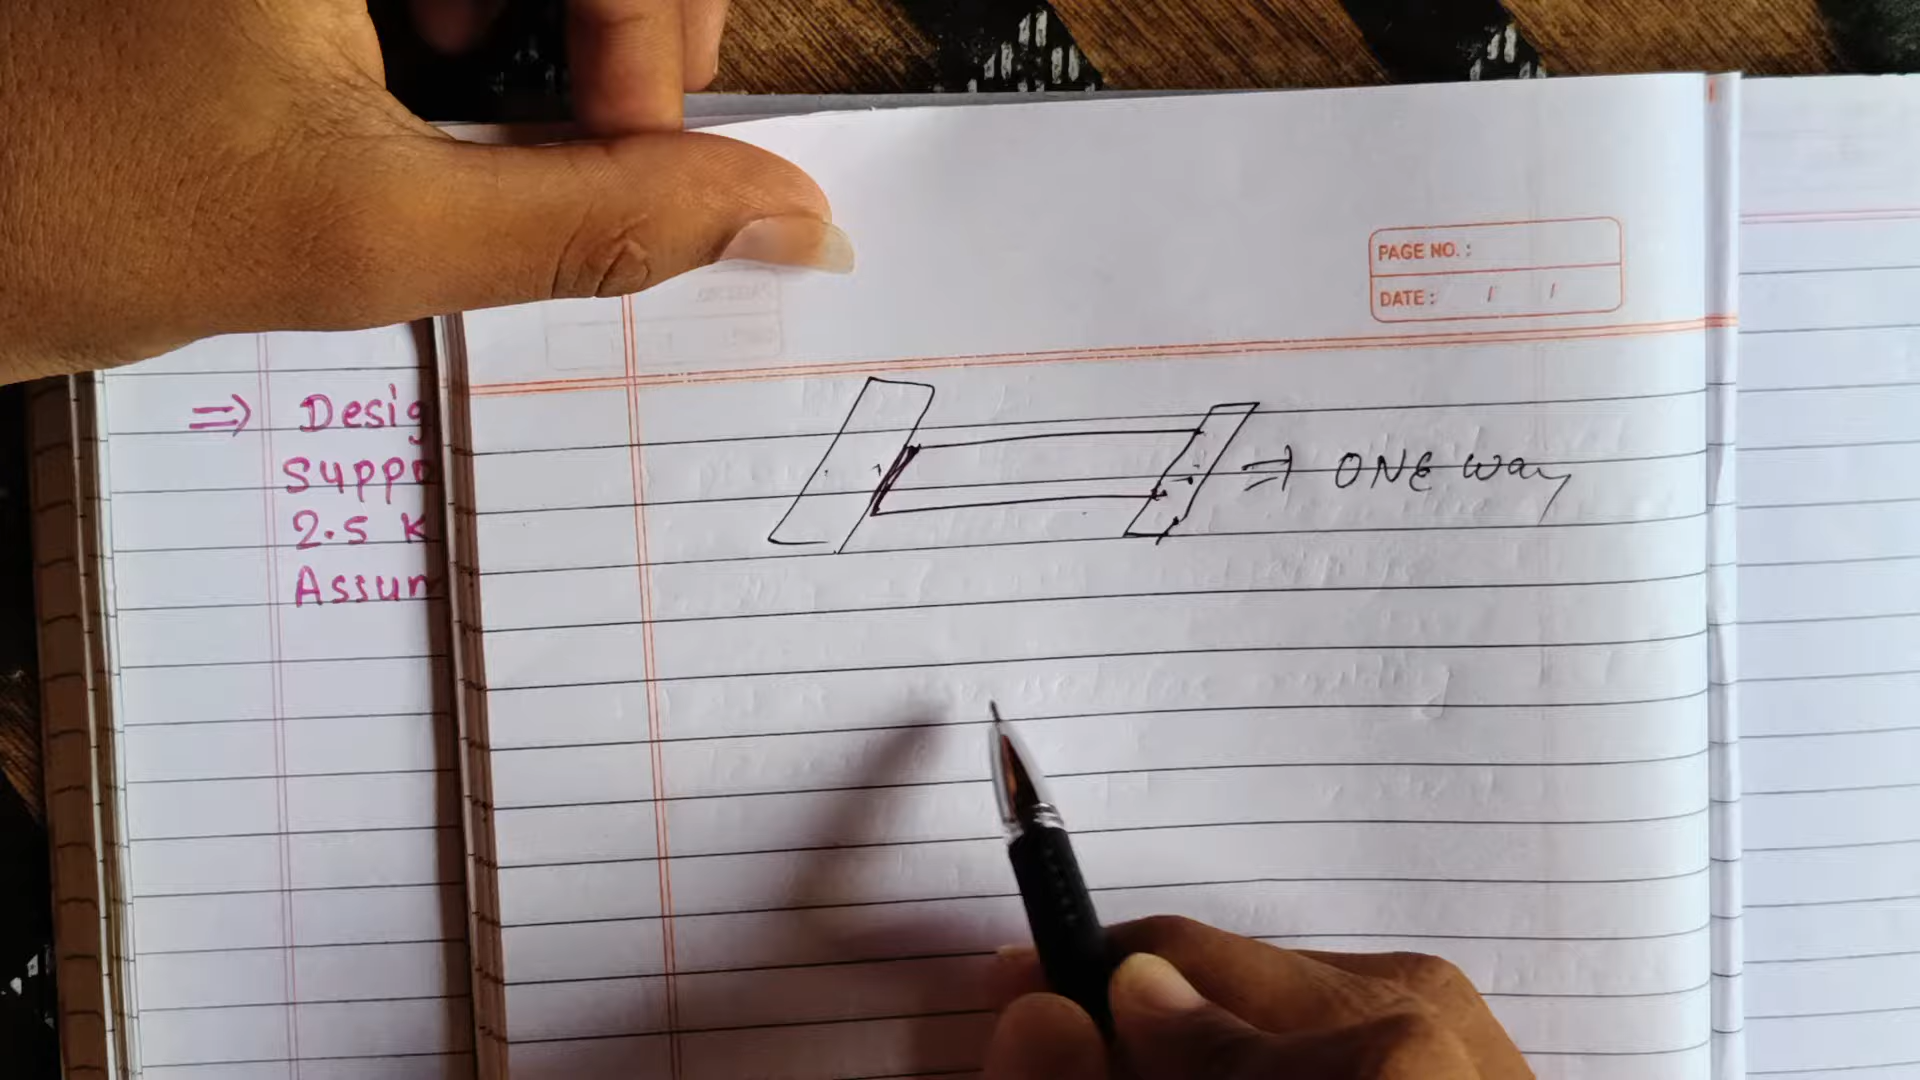 PAGE NO. :
DATE : / /
⇒ Desig
Suppo
2.5 K
Assum
⇒ ONE Way